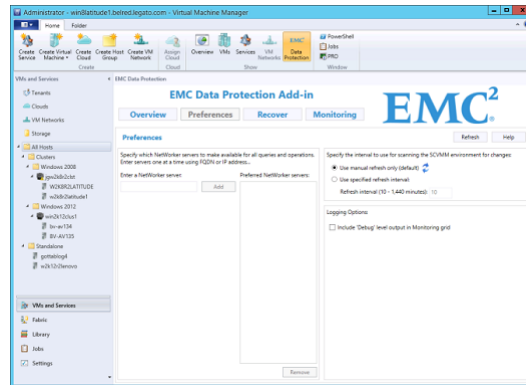 Administrator - win8latitude1.belred.legato.com - Virtual Machine Manager
Home Folder
Create Service
Create Virtual Machine
Create Cloud
Create Host Group
Create VM Network
Assign Cloud
Overview
VMs
Services
VM Networks
EMC
Data Protection
PowerShell
Jobs
PRO
Create Cloud Show Window
VMs and Services
Tenants
Clouds
VM Networks
Storage
All Hosts
Clusters
Windows 2008
W2K8R2LATITUDE
w2k8r2latitude1
Windows 2012
win2k12clus1
bv-av134
BV-AV135
Standalone
gottablog4
w2k12r2lenovo
VMs and Services
Fabric
Library
Jobs
Settings
EMC Data Protection
EMC Data Protection Add-in
EMC²
Overview Preferences Recover Monitoring
Preferences
Refresh Help
Specify which NetWorker servers to make available for all queries and operations.
Enter servers one at a time using FQDN or IP address...
Enter a NetWorker server:
Preferred NetWorker servers:
Add
Remove
Specify the interval to use for scanning the SCVMM environment for changes:
Use manual refresh only (default)
Use specified refresh interval:
Refresh interval (10 - 1,440 minutes): 10
Logging Options:
Include 'Debug' level output in Monitoring grid